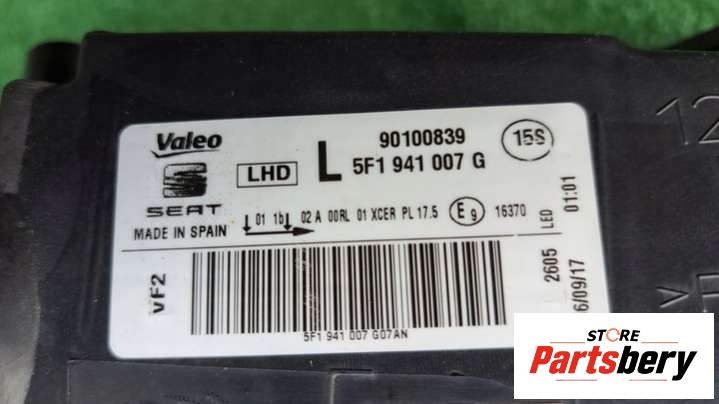 Valeo
90100839
15S
LHD
L
5F1 941 007 G
SEAT
01 1b 02 A 00RL 01 XCER PL 17.5 E9 16370
MADE IN SPAIN
LED
01:01
VF2
2605
6/09/17
5F1 941 007 G07AN
12
STORE
Partsbery